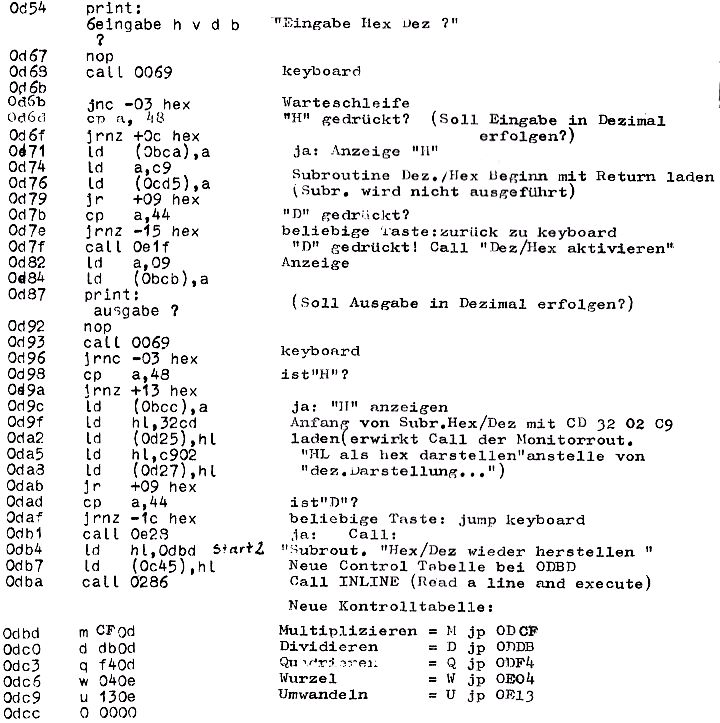 0d54 print:
6eingabe h v d b "Eingabe Hex Dez ?"
?
0d67 nop
0d68 call 0069 keyboard
0d6b
0d6b jnc -03 hex Warteschleife
0d6d cp a, 48 "H" gedrückt? (Soll Eingabe in Dezimal
0d6f jrnz +0c hex erfolgen?)
0d71 ld (0bca),a ja: Anzeige "H"
0d74 ld a,c9 Subroutine Dez./Hex Beginn mit Return laden
0d76 ld (0cd5),a (Subr. wird nicht ausgeführt)
0d79 jr +09 hex
0d7b cp a,44 "D" gedrückt?
0d7e jrnz -15 hex beliebige Taste:zurück zu keyboard
0d7f call 0e1f "D" gedrückt! Call "Dez/Hex aktivieren"
0d82 ld a,09 Anzeige
0d84 ld (0bcb),a
0d87 print: (Soll Ausgabe in Dezimal erfolgen?)
ausgabe ?
0d92 nop
0d93 call 0069 keyboard
0d96 jrnc -03 hex
0d98 cp a,48 ist"H"?
0d9a jrnz +13 hex
0d9c ld (0bcc),a ja: "H" anzeigen
0d9f ld hl,32cd Anfang von Subr.Hex/Dez mit CD 32 02 C9
0da2 ld (0d25),hl laden(erwirkt Call der Monitorrout.
0da5 ld hl,c902 "HL als hex darstellen"anstelle von
0da8 ld (0d27),hl "dez.Darstellung...")
0dab jr +09 hex
0dad cp a,44 ist"D"?
0daf jrnz -1c hex beliebige Taste: jump keyboard
0db1 call 0e28 ja: Call:
0db4 ld hl,0dbd Start2 "Subrout. "Hex/Dez wieder herstellen "
0db7 ld (0c45),hl Neue Control Tabelle bei 0DBD
0dba call 0286 Call INLINE (Read a line and execute)
Neue Kontrolltabelle:
0dbd m CF0d Multiplizieren = M jp 0DCF
0dc0 d db0d Dividieren = D jp 0DDB
0dc3 q f40d Quadrieren = Q jp 0DF4
0dc6 w 040e Wurzel = W jp 0E04
0dc9 u 130e Umwandeln = U jp 0E13
0dcc 0 0000